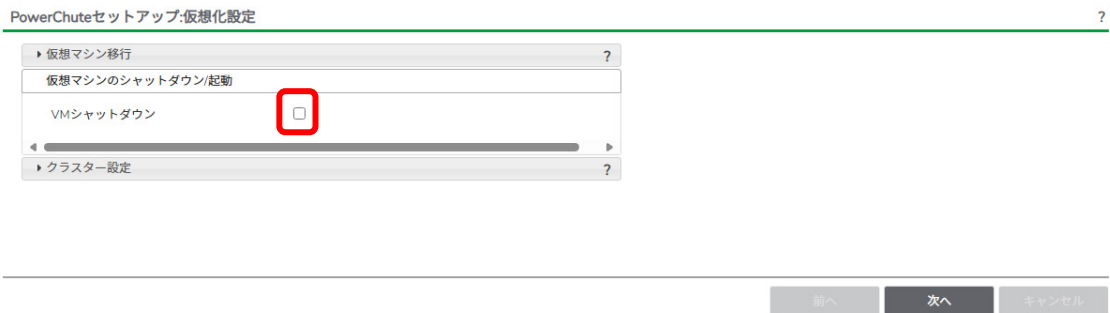 PowerChuteセットアップ:仮想化設定 ?
仮想マシン移行 ?
仮想マシンのシャットダウン/起動
VMシャットダウン
クラスター設定 ?
前へ 次へ キャンセル